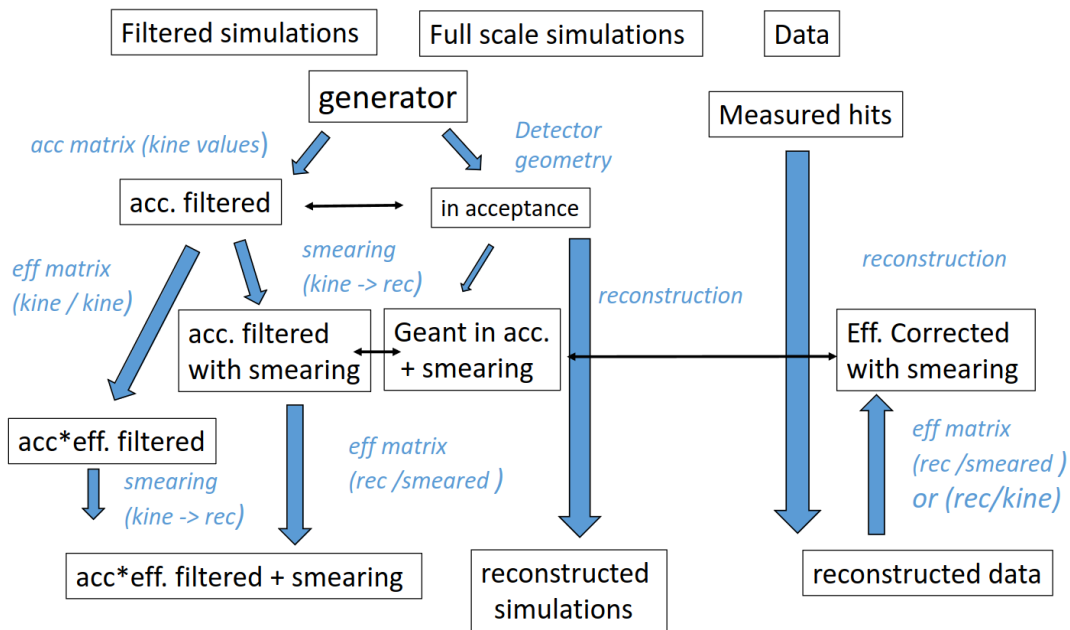 Filtered simulations
Full scale simulations
Data
generator
Measured hits
acc matrix (kine values)
Detector
geometry
acc. filtered
in acceptance
eff matrix
(kine / kine)
smearing
(kine -> rec)
reconstruction
reconstruction
acc. filtered
with smearing
Geant in acc.
+ smearing
Eff. Corrected
with smearing
acc*eff. filtered
smearing
(kine -> rec)
eff matrix
(rec /smeared )
eff matrix
(rec /smeared )
or (rec/kine)
acc*eff. filtered + smearing
reconstructed
simulations
reconstructed data